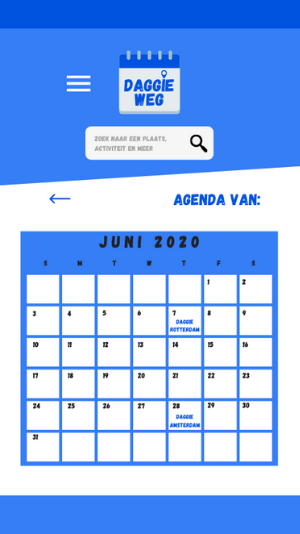 DAGGIE
WEG
ZOEK NAAR EEN PLAATS,
ACTIVITEIT EN MEER
AGENDA VAN:
JUNI 2020
S M T W T F S
1 2
3 4 5 6 7 8 9
DAGGIE
ROTTERDAM
10 11 12 13 14 15 16
17 18 19 20 21 22 23
24 25 26 27 28 29 30
DAGGIE
AMSTERDAM
31